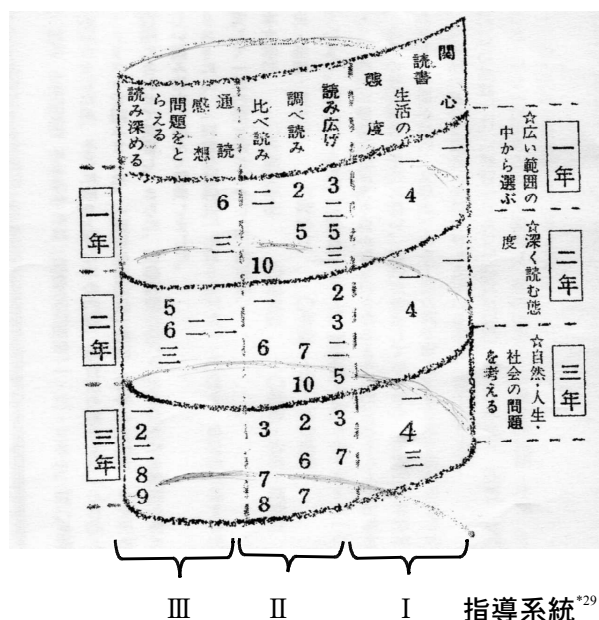 関心
読書
生活の
態度
読み広げ
調べ読み
比べ読み
通読
感想
問題をと
らえる
読み深める
一年
☆広い範囲の
中から選ぶ
二年
☆深く読む態
度
三年
☆自然・人生・
社会の問題
を考える
一
一 4
3 二 5 三
2 5
二 10
6 三
一
一 4
2 3 二 5
7 10
一 6
二
二
5 6 三
一 4 三
3 7
2 6 7
3 7 8
一 2 二 8 9
一年
二年
三年
Ⅲ Ⅱ Ⅰ
指導系統*29